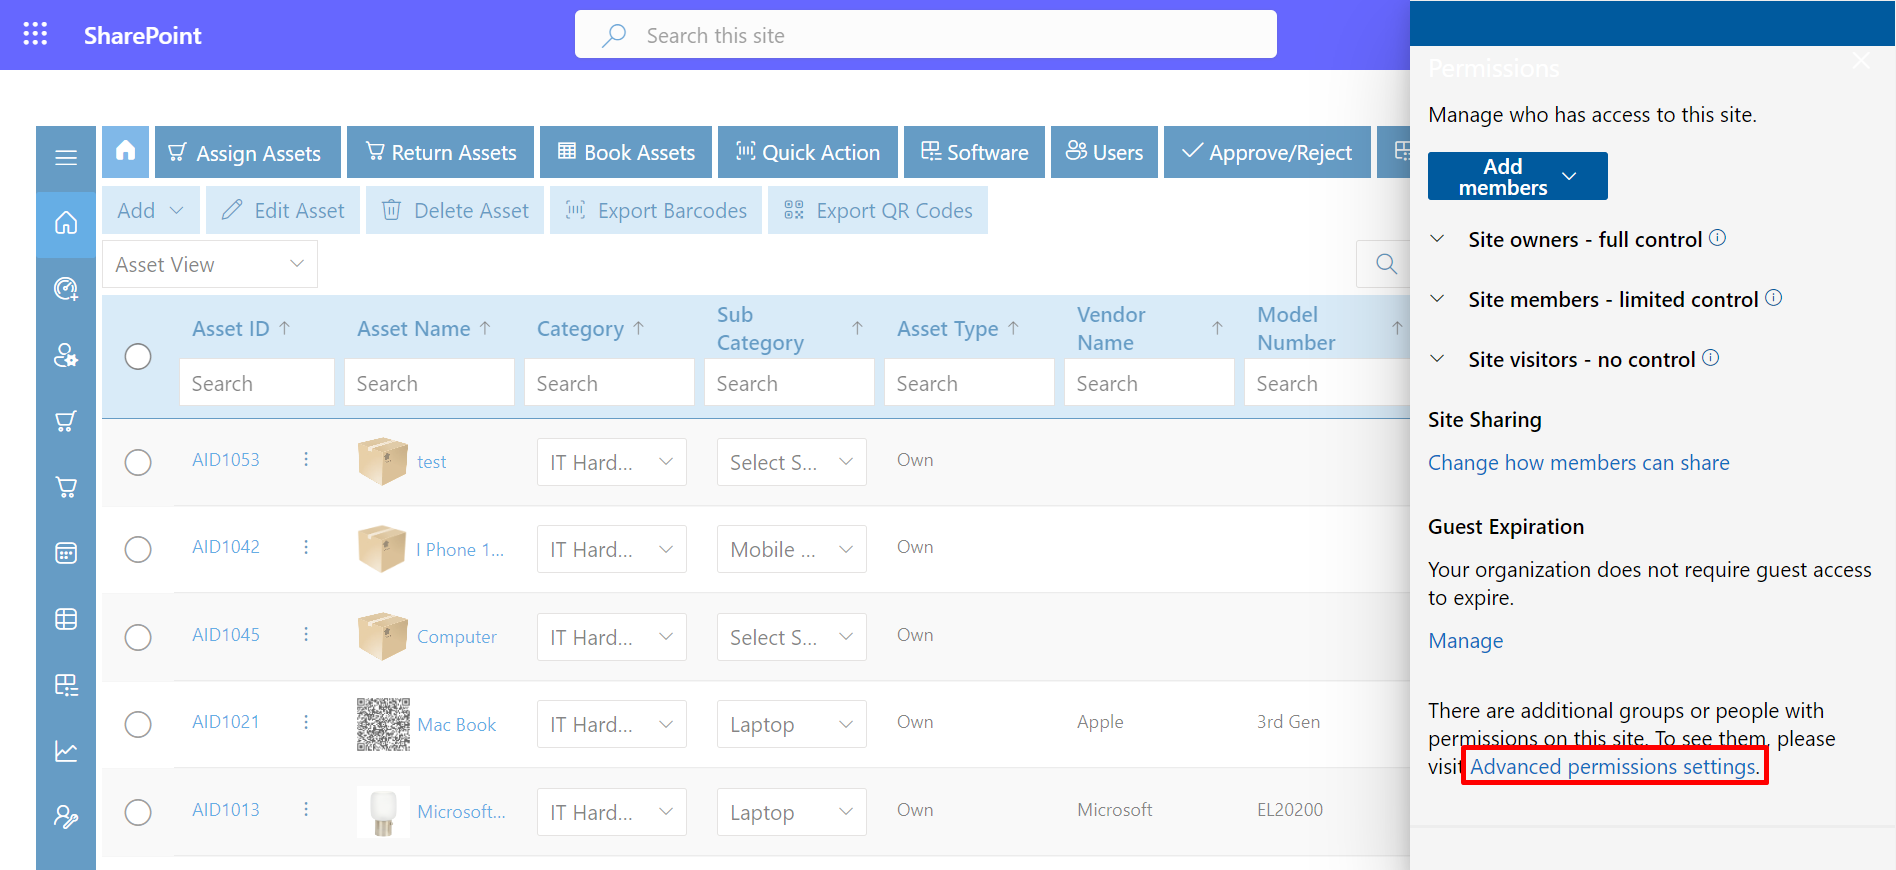 SharePoint
Search this site
Assign Assets
Return Assets
Book Assets
Quick Action
Software
Users
Approve/Reject
Add
Edit Asset
Delete Asset
Export Barcodes
Export QR Codes
Asset View
Asset ID
Asset Name
Category
Sub Category
Asset Type
Vendor Name
Model Number
Search
Search
Search
Search
Search
Search
Search
AID1053
test
IT Hard...
Select S...
Own
AID1042
I Phone 1...
IT Hard...
Mobile ...
Own
AID1045
Computer
IT Hard...
Select S...
Own
AID1021
Mac Book
IT Hard...
Laptop
Own
Apple
3rd Gen
AID1013
Microsoft...
IT Hard...
Laptop
Own
Microsoft
EL20200
Permissions
Manage who has access to this site.
Add
members
Site owners - full control
Site members - limited control
Site visitors - no control
Site Sharing
Change how members can share
Guest Expiration
Your organization does not require guest access
to expire.
Manage
There are additional groups or people with
permissions on this site. To see them, please
visit Advanced permissions settings.